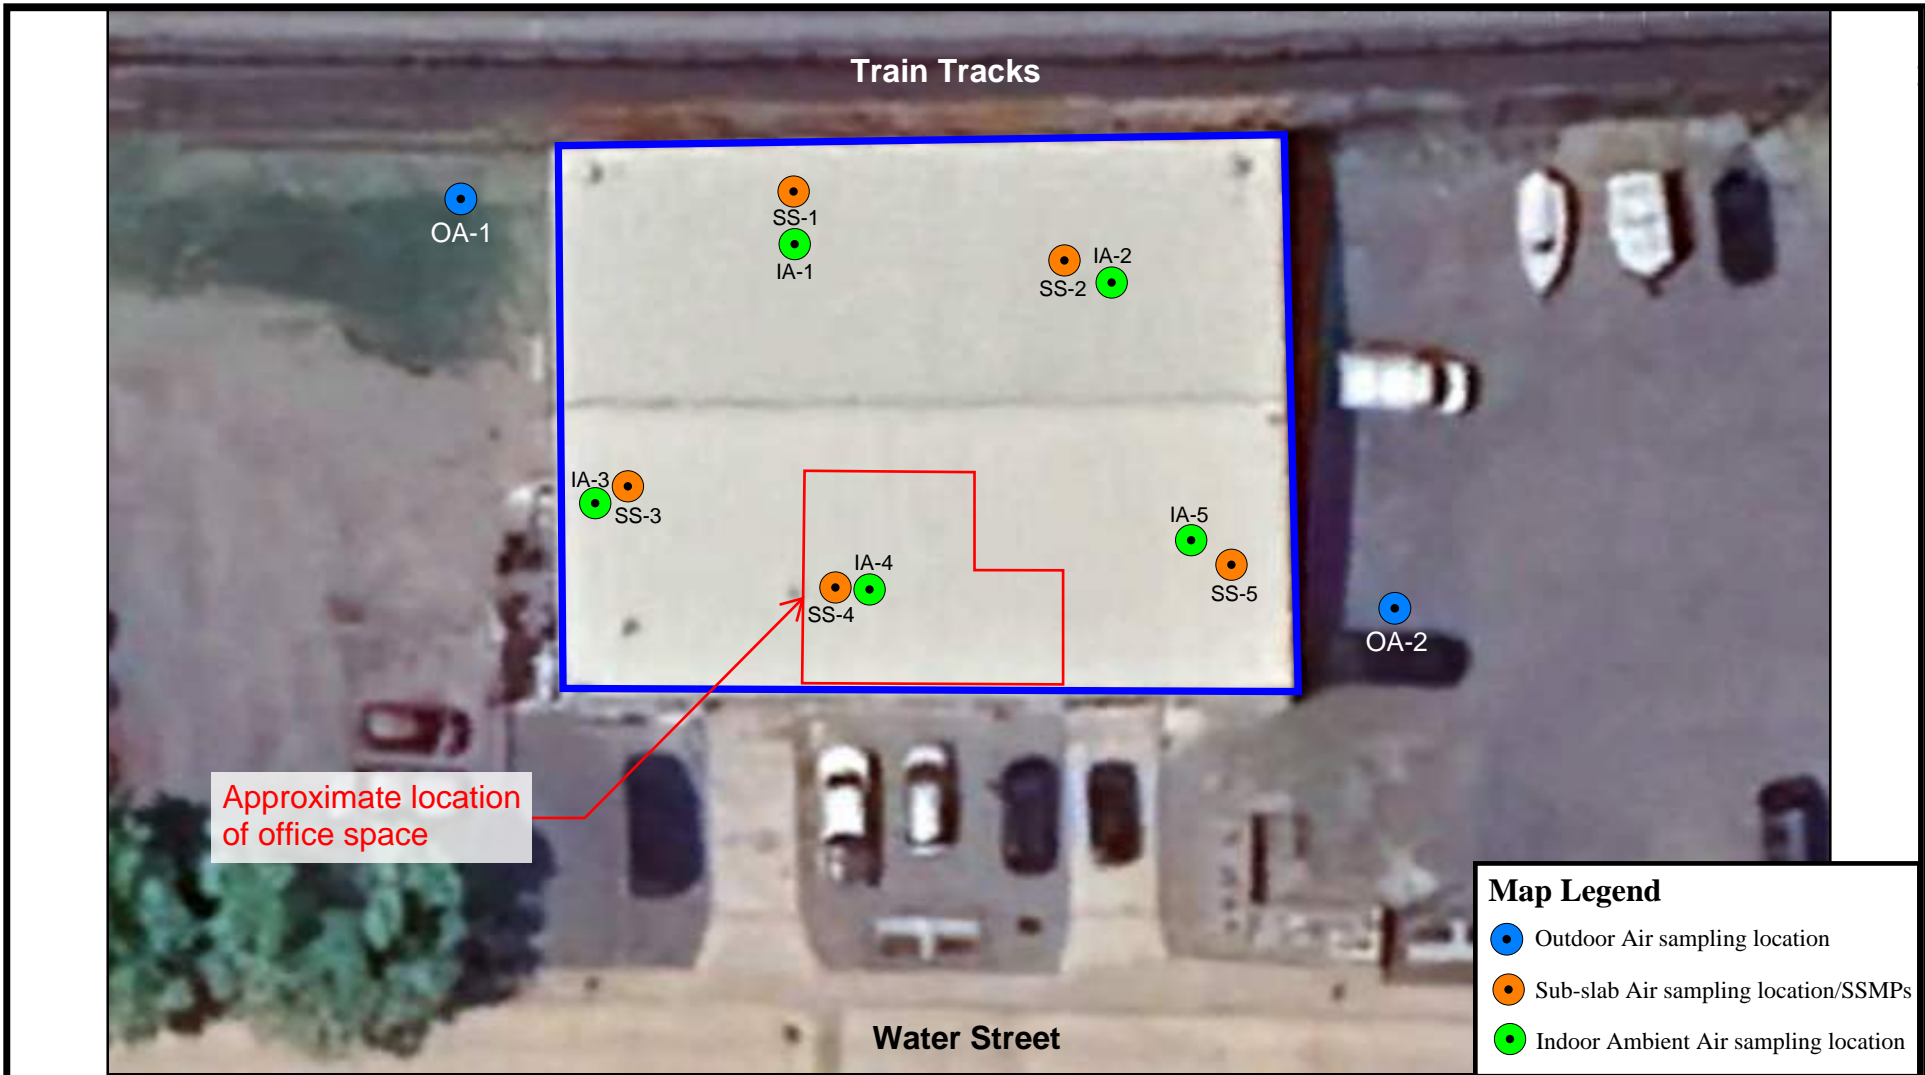 Train Tracks
OA-1
SS-1
IA-1
IA-2
SS-2
IA-3
SS-3
IA-4
SS-4
IA-5
SS-5
OA-2
Approximate location
of office space
Water Street
Map Legend
Outdoor Air sampling location
Sub-slab Air sampling location/SSMPs
Indoor Ambient Air sampling location